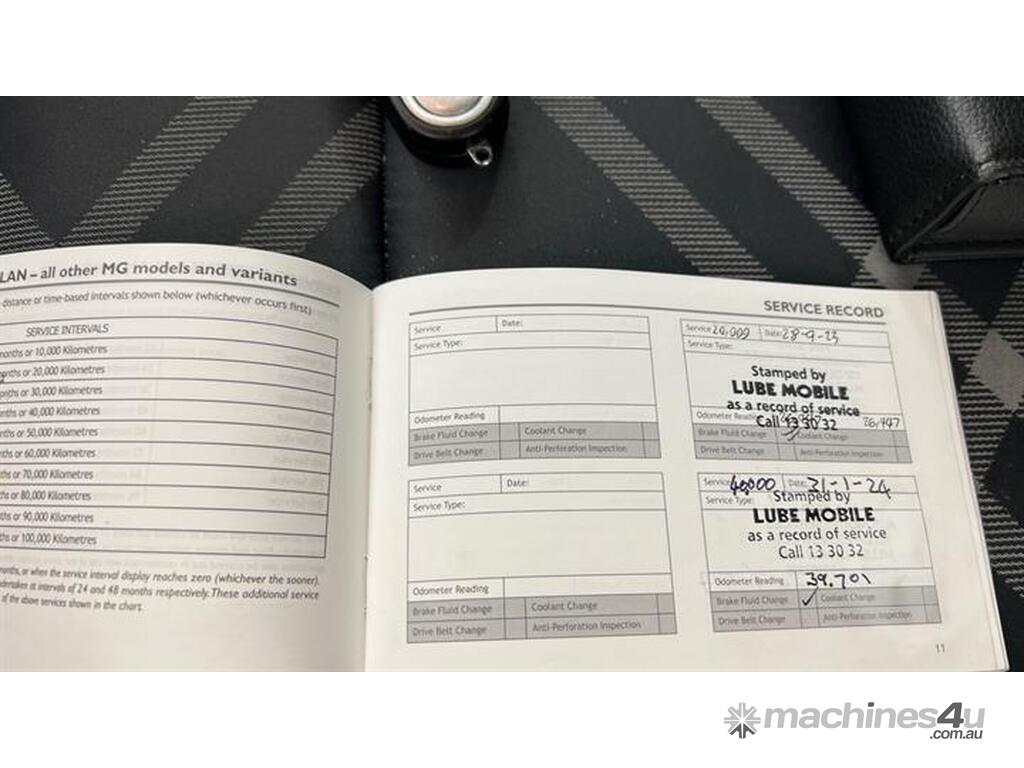 LAN – all other MG models and variants
distance or time-based intervals shown below (whichever occurs first)
SERVICE INTERVALS
onths or 10,000 Kilometres
onths or 20,000 Kilometres
onths or 30,000 Kilometres
nths or 40,000 Kilometres
nths or 50,000 Kilometres
ths or 60,000 Kilometres
ths or 70,000 Kilometres
ths or 80,000 Kilometres
ths or 90,000 Kilometres
ths or 100,000 Kilometres
onths, or when the service interval display reaches zero (whichever the sooner).
dertaken at intervals of 24 and 48 months respectively. These additional service
of the above services shown in the chart.
SERVICE RECORD
Service
Date:
Service Type:
Odometer Reading
Brake Fluid Change
Coolant Change
Drive Belt Change
Anti-Perforation Inspection
Service 20,000 Date: 28-9-23
Service Type:
Stamped by
LUBE MOBILE
as a record of service
Call 13 30 32
Odometer Reading
Brake Fluid Change
Coolant Change
Drive Belt Change
Anti-Perforation Inspection
Service
Date:
Service Type:
Odometer Reading
Brake Fluid Change
Coolant Change
Drive Belt Change
Anti-Perforation Inspection
Service 40,000 Date: 31-1-24
Service Type:
Stamped by
LUBE MOBILE
as a record of service
Call 13 30 32
Odometer Reading 39.701
Brake Fluid Change ✓ Coolant Change
Drive Belt Change
Anti-Perforation Inspection
11
machines4u
.com.au